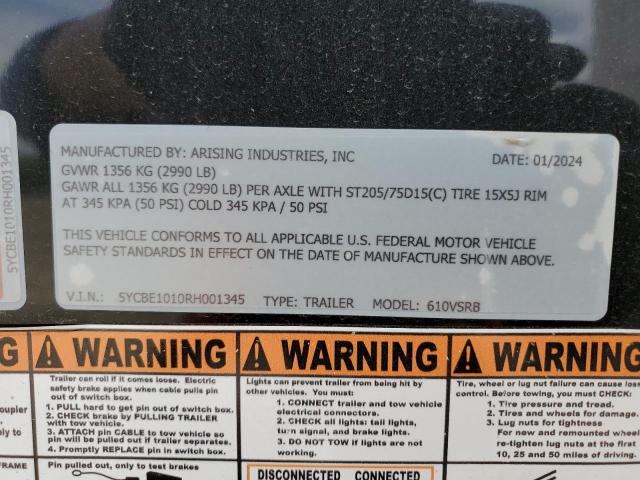 5YCBE1010RH001345
MANUFACTURED BY: ARISING INDUSTRIES, INC DATE: 01/2024
GVWR 1356 KG (2990 LB)
GAWR ALL 1356 KG (2990 LB) PER AXLE WITH ST205/75D15(C) TIRE 15X5J RIM
AT 345 KPA (50 PSI) COLD 345 KPA / 50 PSI
THIS VEHICLE CONFORMS TO ALL APPLICABLE U.S. FEDERAL MOTOR VEHICLE
SAFETY STANDARDS IN EFFECT ON THE DATE OF MANUFACTURE SHOWN ABOVE.
V.I.N.: 5YCBE1010RH001345 TYPE: TRAILER MODEL: 610VSRB
NG
oupler
ly to
FRAME
WARNING
Trailer can roll if it comes loose. Electric
safety brake applies when cable pulls pin
out of switch box.
1. PULL hard to get pin out of switch box.
2. CHECK brake by PULLING TRAILER
with tow vehicle.
3. ATTACH pin CABLE to tow vehicle so
pin will be pulled if trailer separates.
4. Promptly REPLACE pin in switch box.
Pin pulled out, only to test brakes
WARNING
Lights can prevent trailer from being hit by
other vehicles. You must:
1. CONNECT trailer and tow vehicle
electrical connectors.
2. CHECK all lights: tail lights,
turn signal, and brake lights.
3. DO NOT TOW if lights are not
working.
DISCONNECTED CONNECTED
WARNING
Tire, wheel or lug nut failure can cause loss
of control. Before towing, you must CHECK:
1. Tire pressure and tread.
2. Tires and wheels for damage.
3. Lug nuts for tightness
For new and remounted wheel
re-tighten lug nuts at the first
10, 25 and 50 miles of driving.